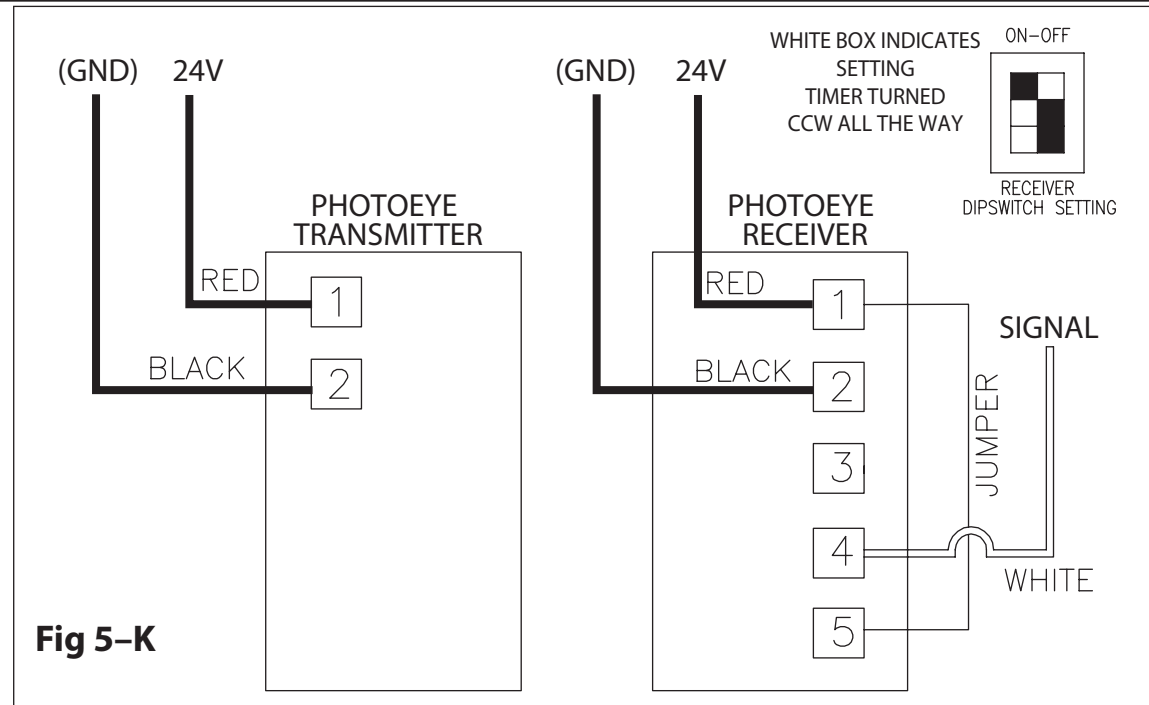 (GND) 24V
(GND) 24V
WHITE BOX INDICATES
SETTING
TIMER TURNED
CCW ALL THE WAY
ON-OFF
RECEIVER
DIPSWITCH SETTING
PHOTOEYE
TRANSMITTER
RED
1
BLACK
2
PHOTOEYE
RECEIVER
RED
1
BLACK
2
3
4
5
JUMPER
SIGNAL
WHITE
Fig 5–K